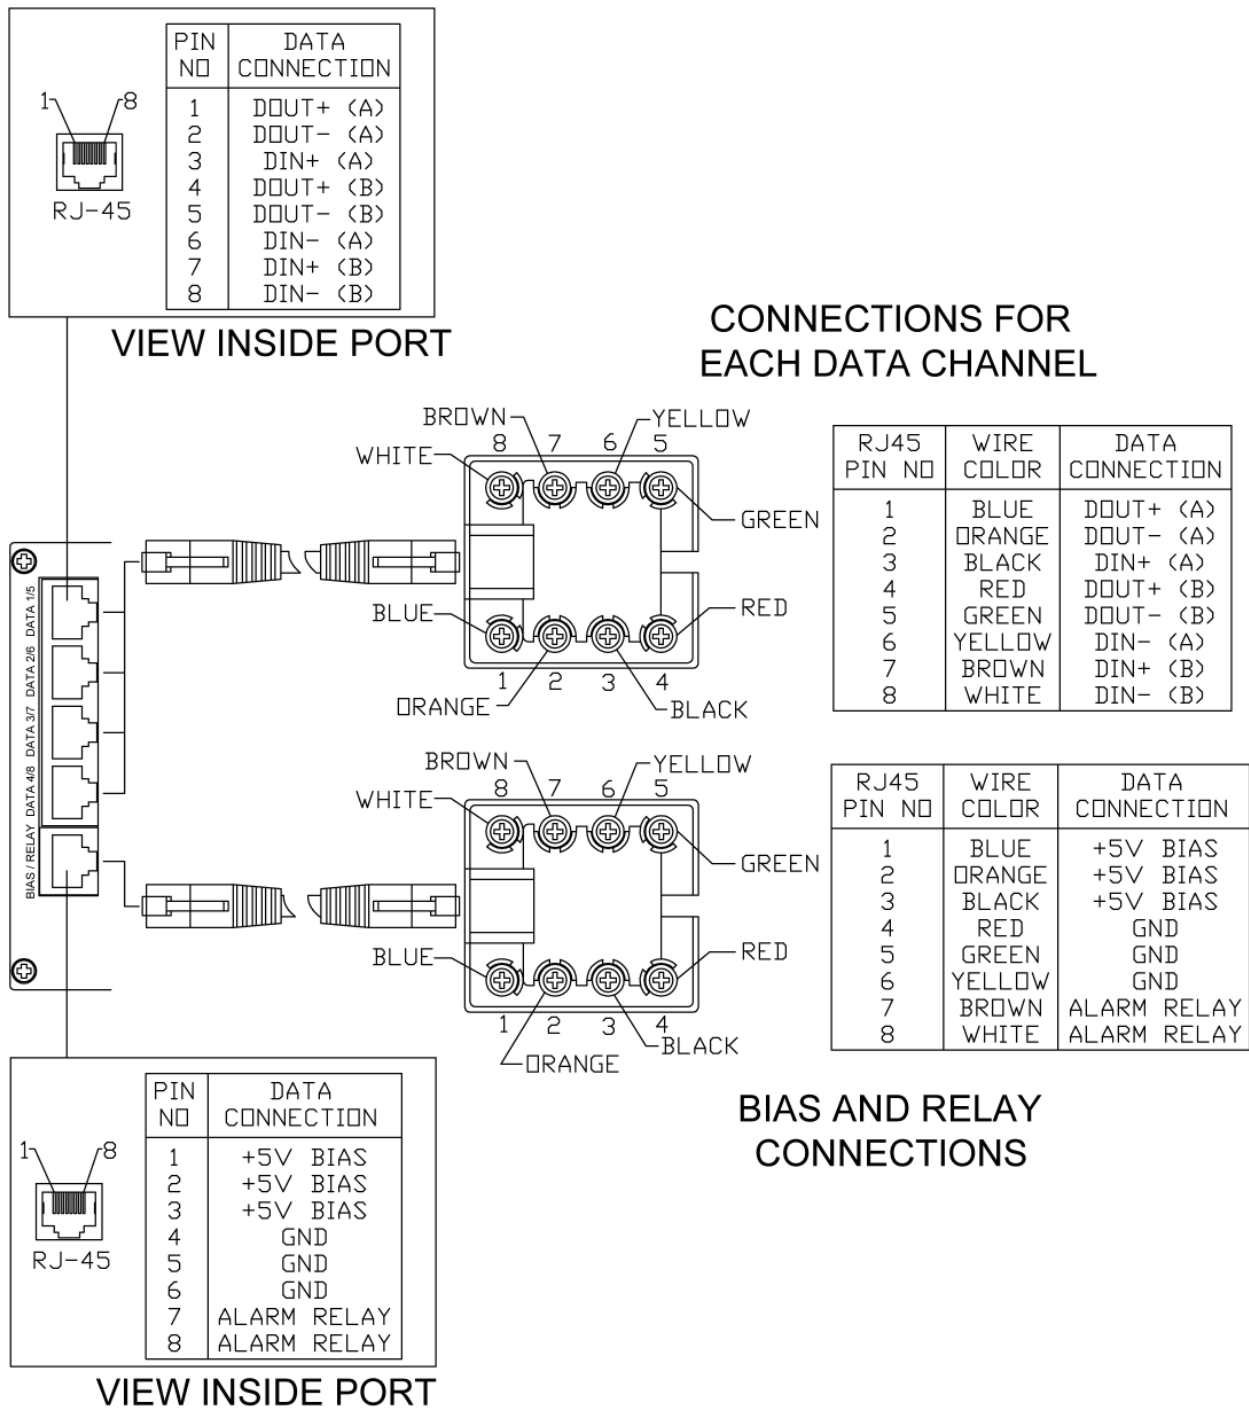 PIN NO DATA CONNECTION
1 8
RJ-45
1 DOUT+ (A)
2 DOUT- (A)
3 DIN+ (A)
4 DOUT+ (B)
5 DOUT- (B)
6 DIN- (A)
7 DIN+ (B)
8 DIN- (B)
VIEW INSIDE PORT
CONNECTIONS FOR
EACH DATA CHANNEL
BROWN
YELLOW
WHITE
8 7 6 5
GREEN
BLUE
RED
1 2 3 4
ORANGE
BLACK
RJ45 PIN NO WIRE COLOR DATA CONNECTION
1 BLUE DOUT+ (A)
2 ORANGE DOUT- (A)
3 BLACK DIN+ (A)
4 RED DOUT+ (B)
5 GREEN DOUT- (B)
6 YELLOW DIN- (A)
7 BROWN DIN+ (B)
8 WHITE DIN- (B)
DATA 1/5
DATA 2/6
DATA 3/7
DATA 4/8
BIAS / RELAY
BROWN
YELLOW
WHITE
8 7 6 5
GREEN
BLUE
RED
1 2 3 4
ORANGE
BLACK
RJ45 PIN NO WIRE COLOR DATA CONNECTION
1 BLUE +5V BIAS
2 ORANGE +5V BIAS
3 BLACK +5V BIAS
4 RED GND
5 GREEN GND
6 YELLOW GND
7 BROWN ALARM RELAY
8 WHITE ALARM RELAY
BIAS AND RELAY
CONNECTIONS
PIN NO DATA CONNECTION
1 8
RJ-45
1 +5V BIAS
2 +5V BIAS
3 +5V BIAS
4 GND
5 GND
6 GND
7 ALARM RELAY
8 ALARM RELAY
VIEW INSIDE PORT